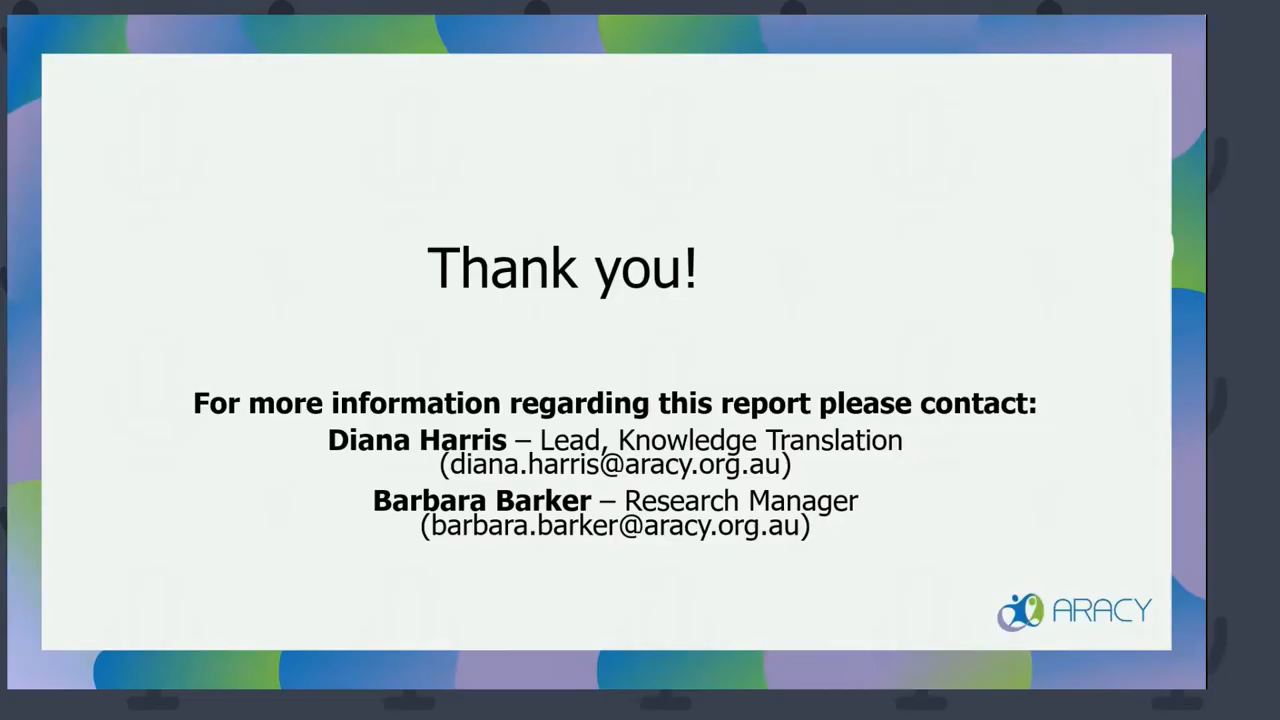 Thank you!
For more information regarding this report please contact:
Diana Harris – Lead, Knowledge Translation
(diana.harris@aracy.org.au)
Barbara Barker – Research Manager
(barbara.barker@aracy.org.au)
ARACY